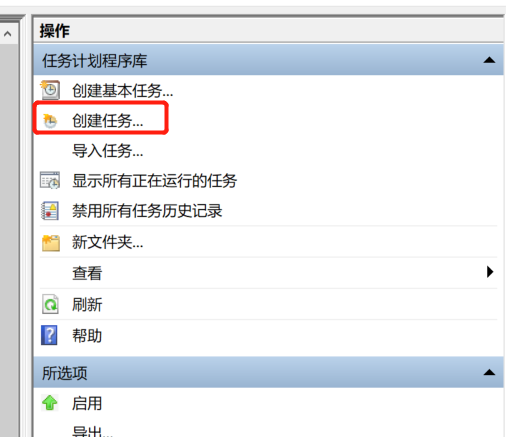 操作
任务计划程序库
创建基本任务...
创建任务...
导入任务...
显示所有正在运行的任务
禁用所有任务历史记录
新文件夹...
查看
刷新
帮助
所选项
启用
导出...